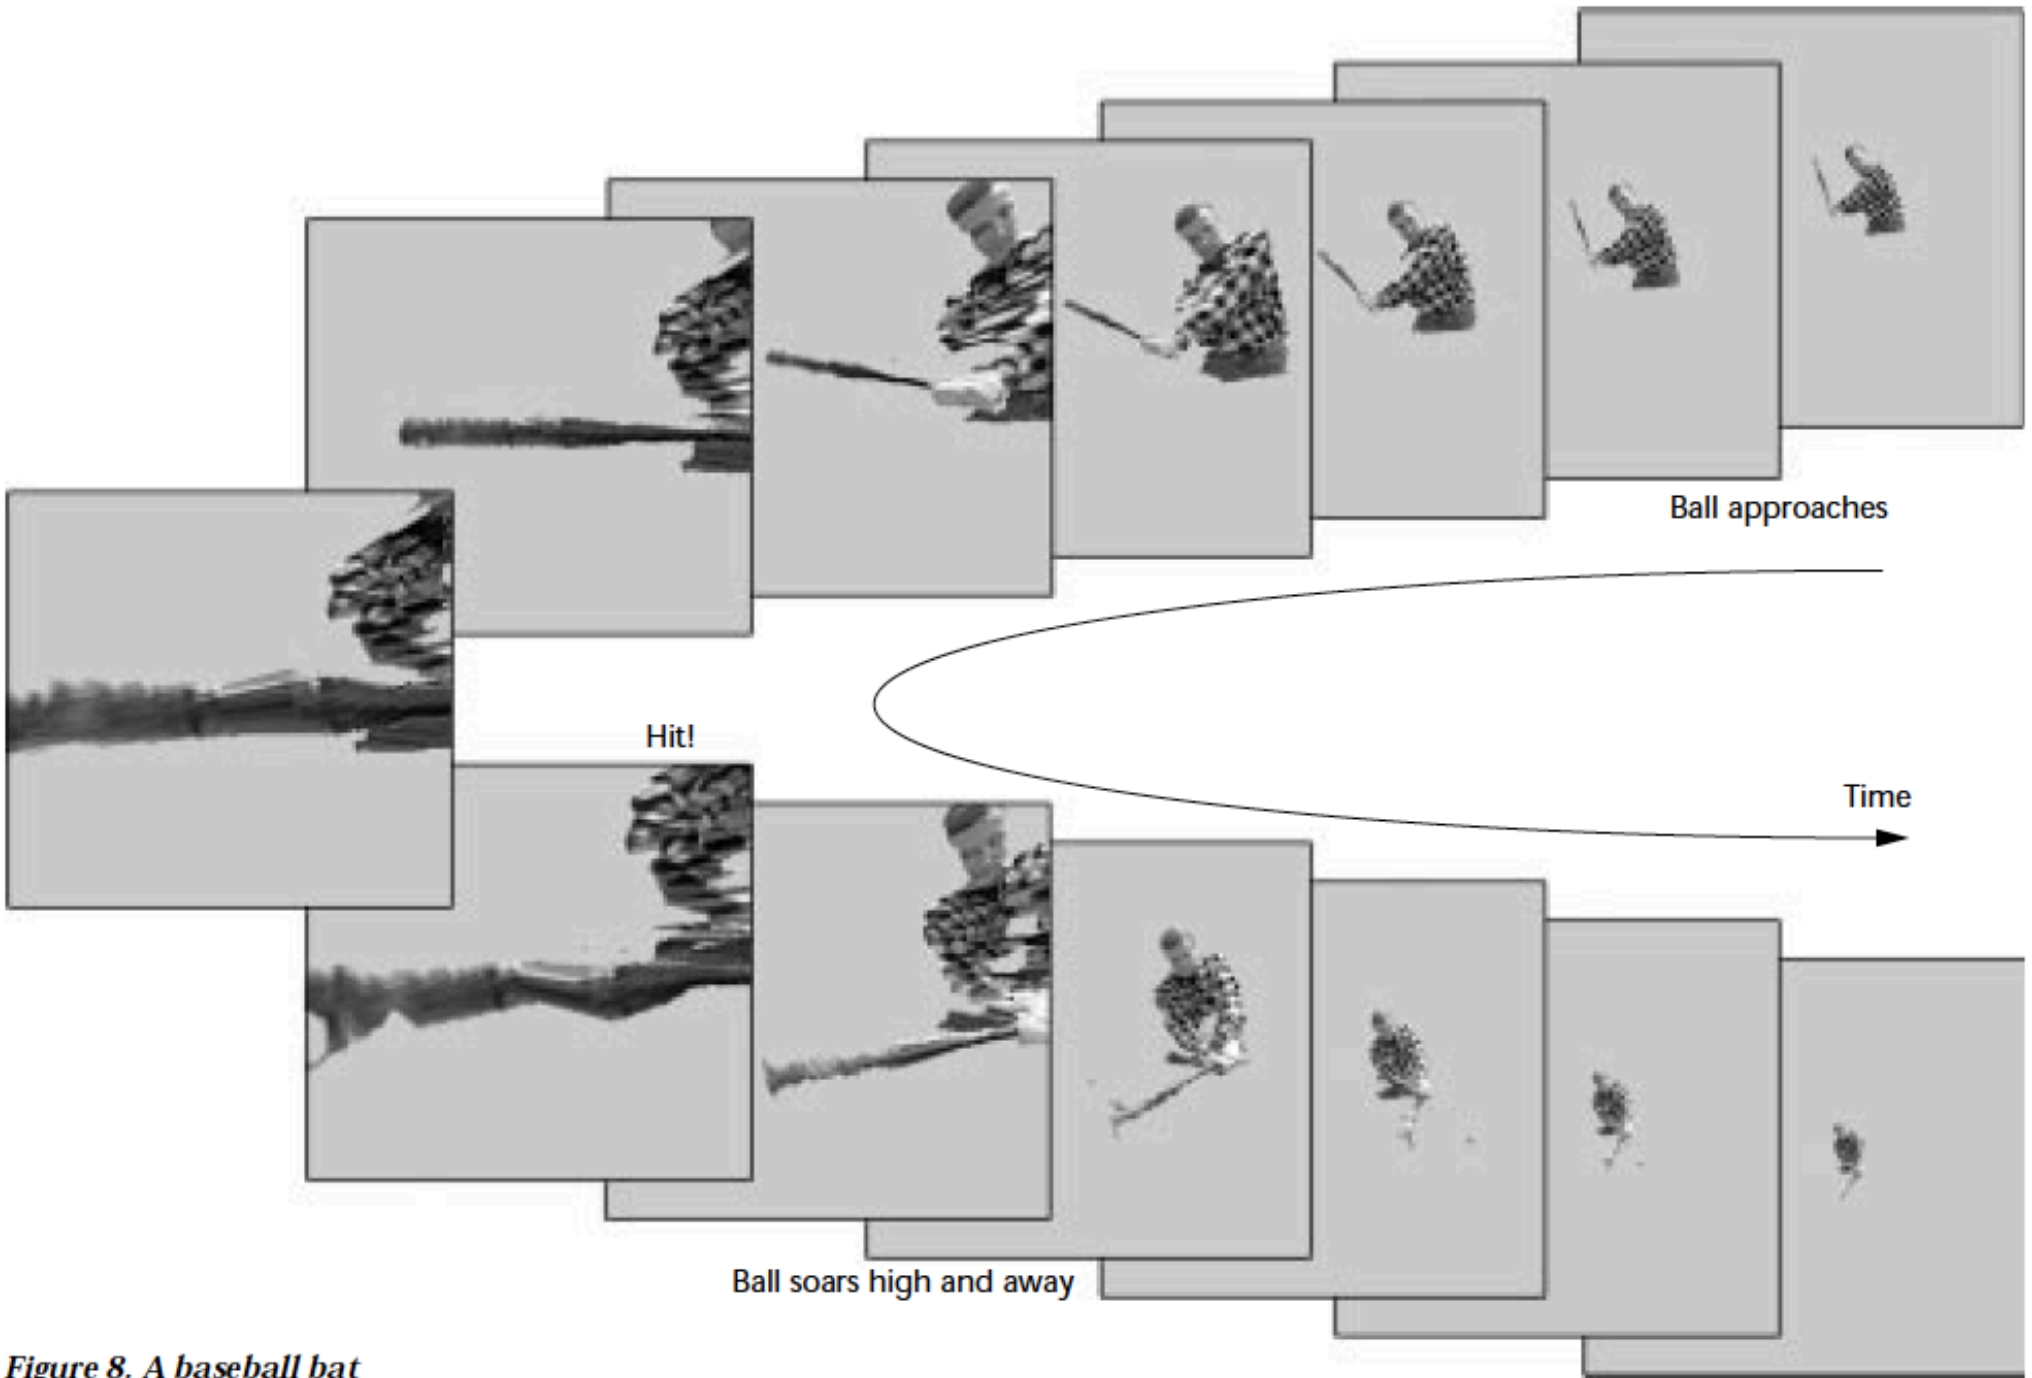 Ball approaches
Hit!
Time
Ball soars high and away
Figure 8. A baseball bat